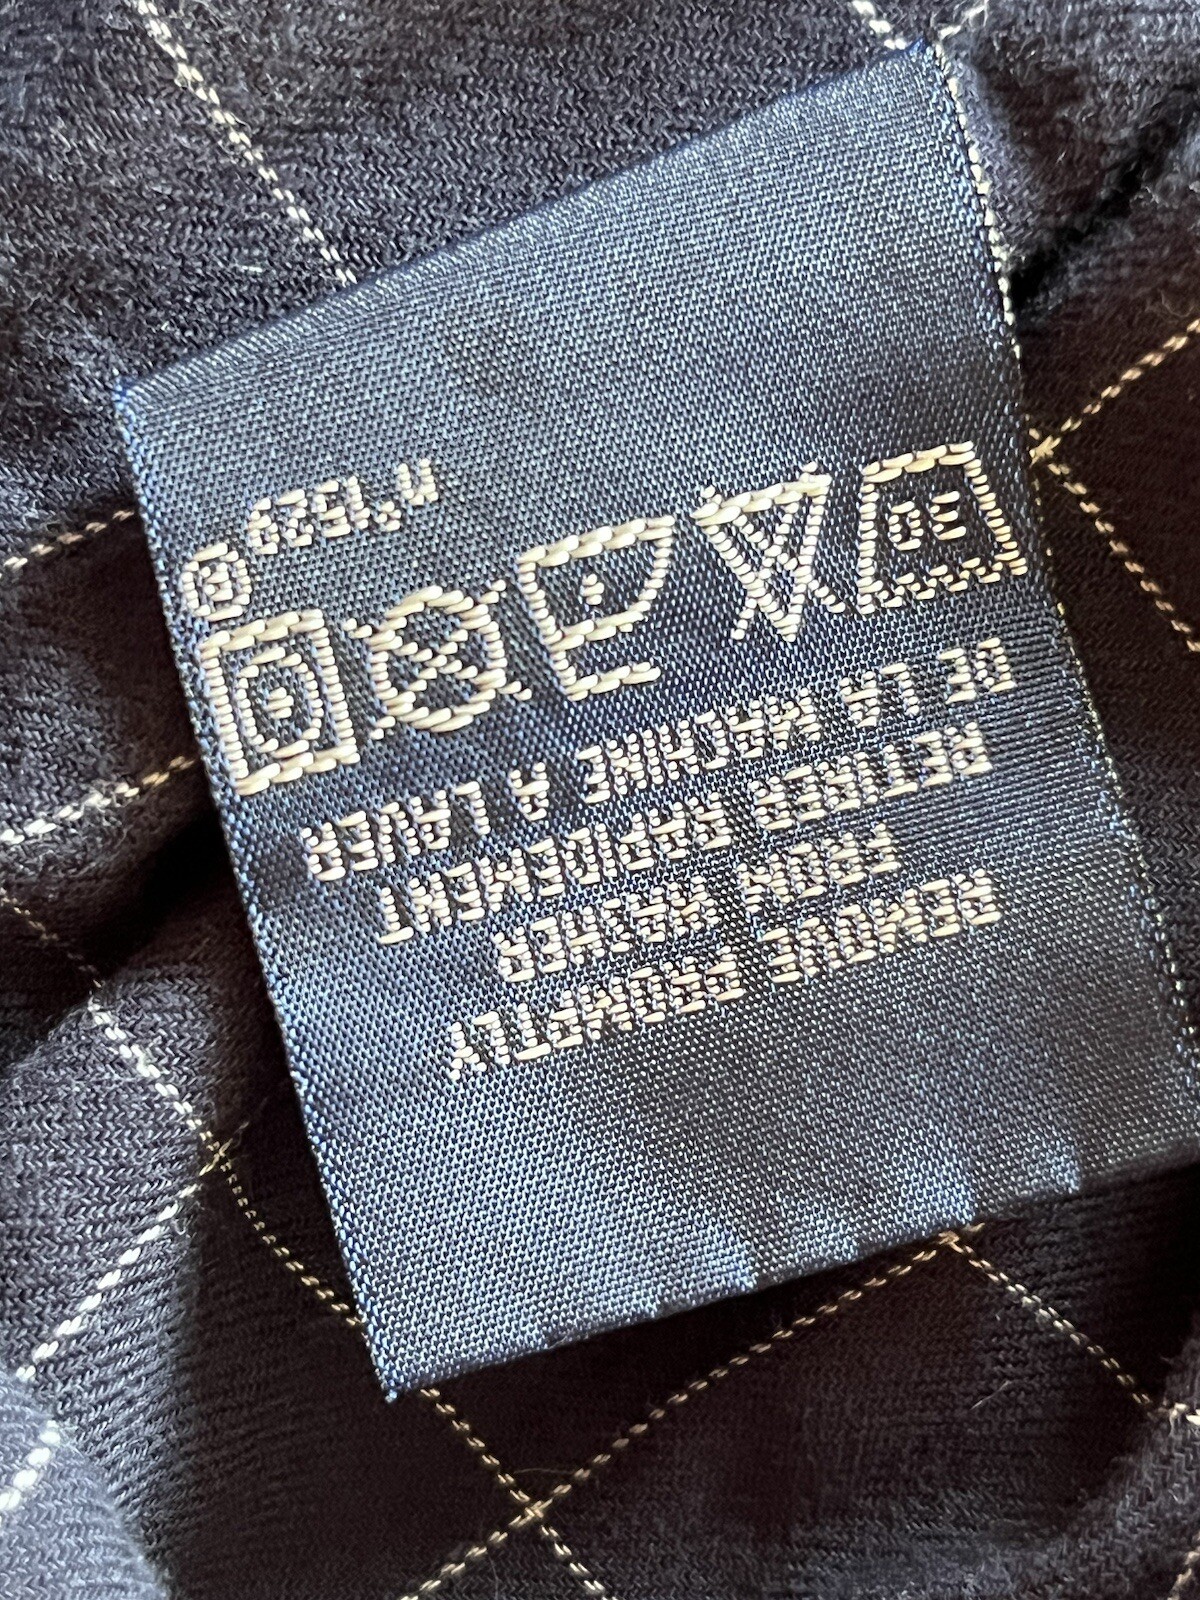 REMOVE PROMPTLY
FROM WASHER
RETIRER RAPIDEMENT
DE LA MACHINE A LAVER
30